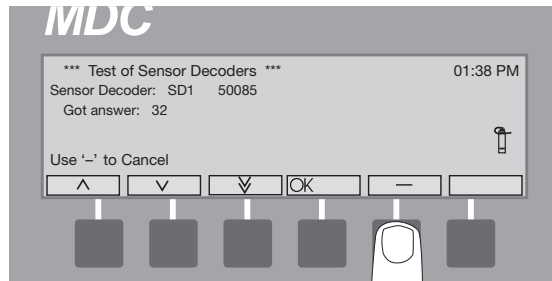 MDC
*** Test of Sensor Decoders *** 01:38 PM
Sensor Decoder: SD1 50085
Got answer: 32
Use ‘–’ to Cancel
OK —